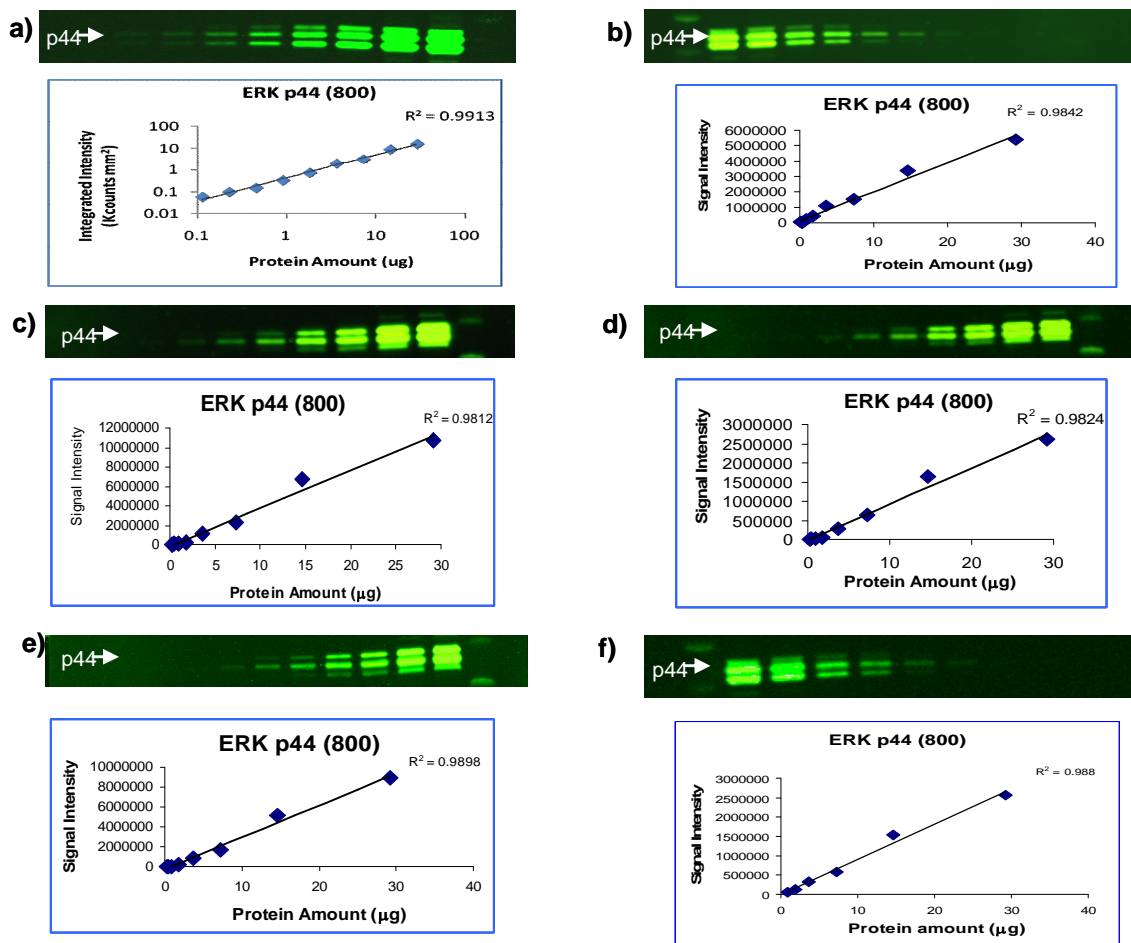 a)
p44
ERK p44 (800)
R² = 0.9913
Integrated Intensity
(Kcounts mm²)
100
10
1
0.1
0.01
0.1
1
10
100
Protein Amount (ug)
b)
p44
ERK p44 (800)
R² = 0.9842
Signal Intensity
6000000
5000000
4000000
3000000
2000000
1000000
0
0
10
20
30
40
Protein Amount (µg)
c)
p44
ERK p44 (800)
R² = 0.9812
Signal Intensity
12000000
10000000
8000000
6000000
4000000
2000000
0
0
5
10
15
20
25
30
Protein Amount (µg)
d)
p44
ERK p44 (800)
R² = 0.9824
Signal Intensity
3000000
2500000
2000000
1500000
1000000
500000
0
0
10
20
30
Protein Amount (µg)
e)
p44
ERK p44 (800)
R² = 0.9898
Signal Intensity
10000000
8000000
6000000
4000000
2000000
0
0
10
20
30
40
Protein Amount (µg)
f)
p44
ERK p44 (800)
R² = 0.988
Signal Intensity
3000000
2500000
2000000
1500000
1000000
500000
0
0
10
20
30
40
Protein amount (µg)